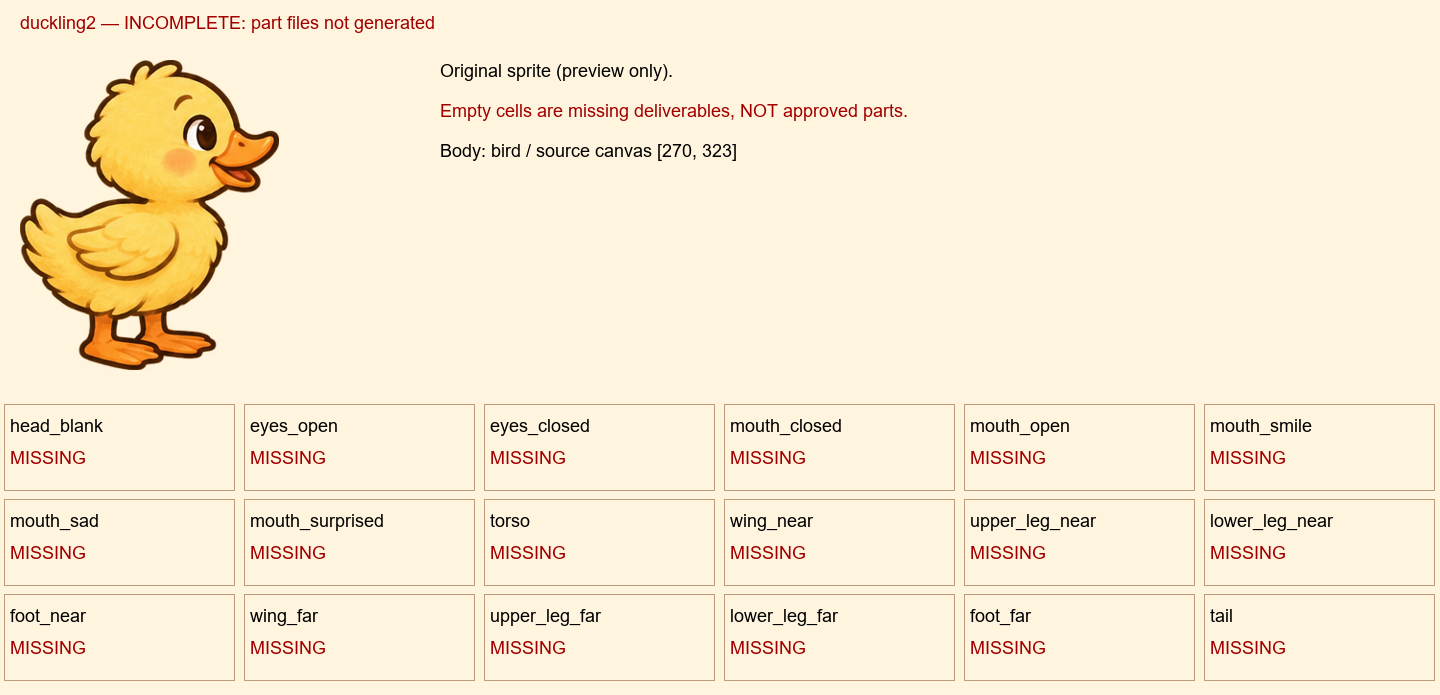 duckling2 — INCOMPLETE: part files not generated
Original sprite (preview only).
Empty cells are missing deliverables, NOT approved parts.
Body: bird / source canvas [270, 323]
head_blank
MISSING
eyes_open
MISSING
eyes_closed
MISSING
mouth_closed
MISSING
mouth_open
MISSING
mouth_smile
MISSING
mouth_sad
MISSING
mouth_surprised
MISSING
torso
MISSING
wing_near
MISSING
upper_leg_near
MISSING
lower_leg_near
MISSING
foot_near
MISSING
wing_far
MISSING
upper_leg_far
MISSING
lower_leg_far
MISSING
foot_far
MISSING
tail
MISSING